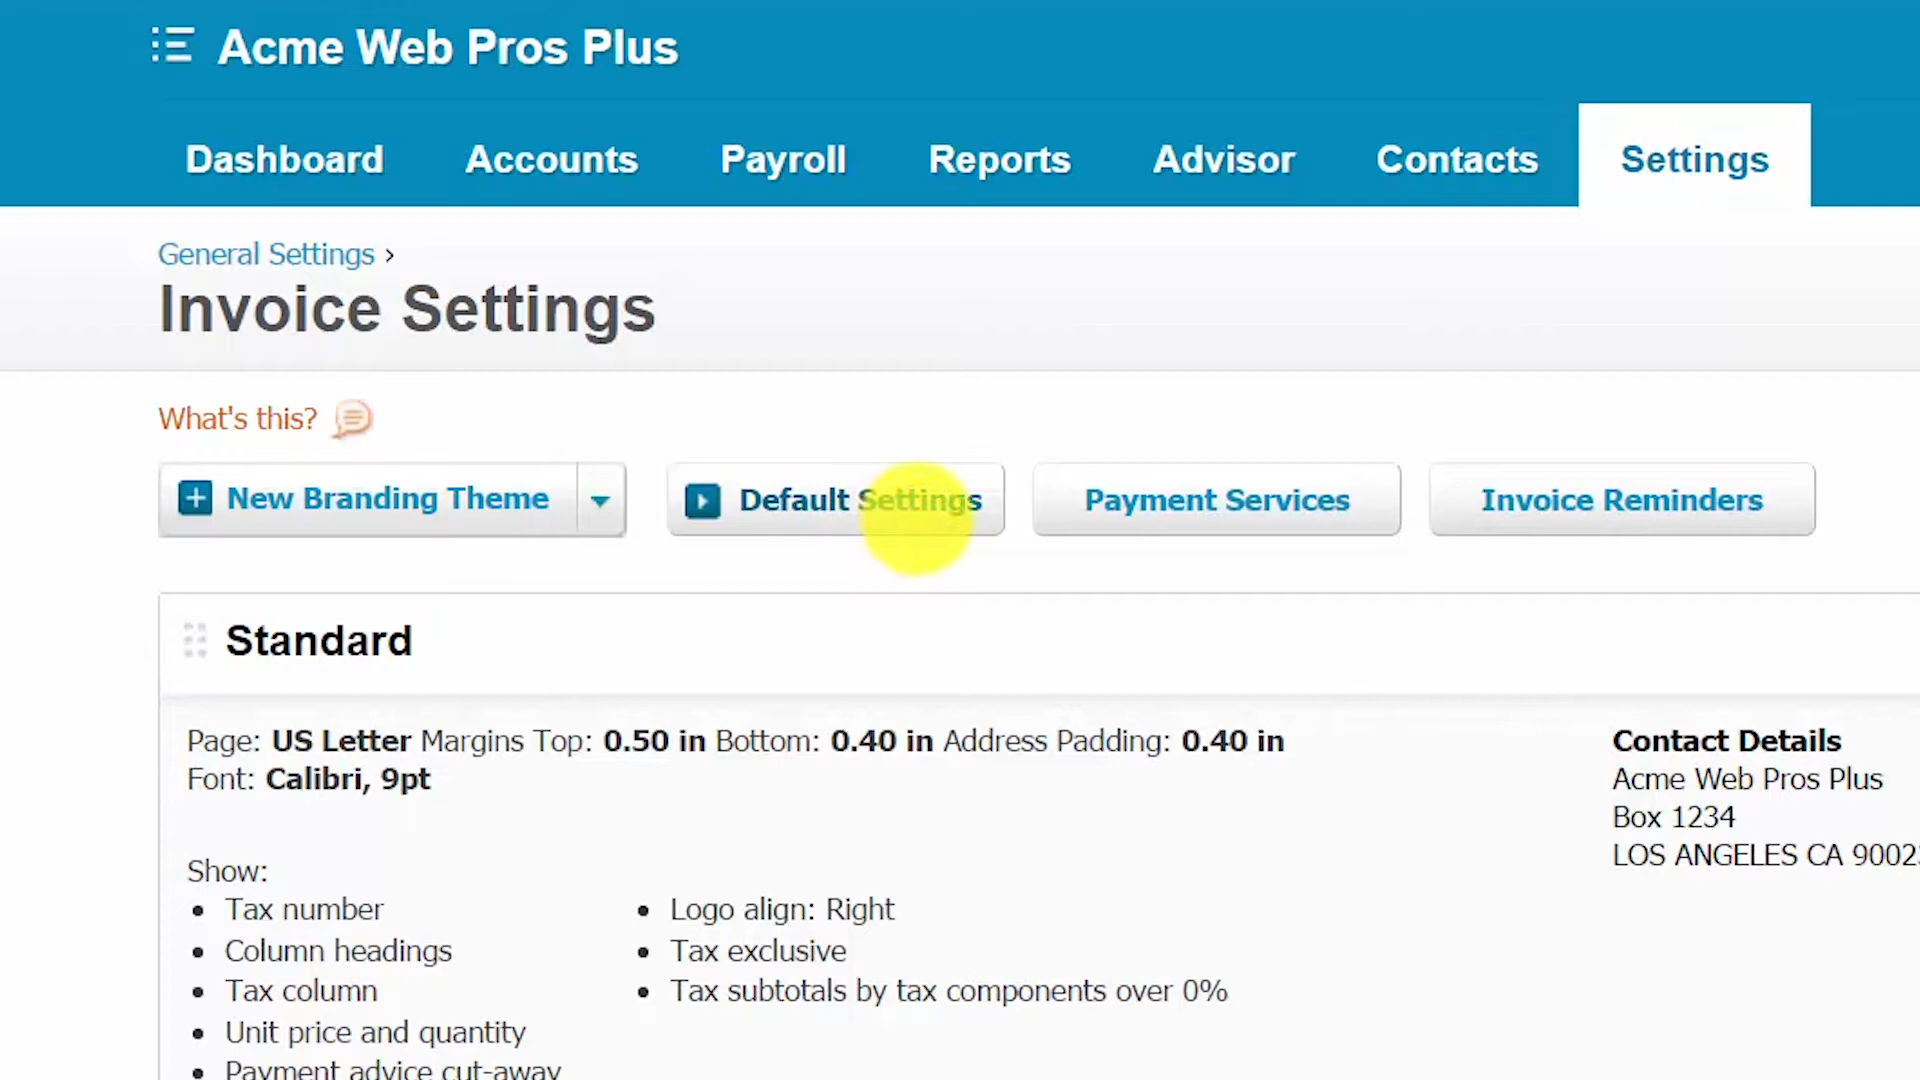 Acme Web Pros Plus
Dashboard Accounts Payroll Reports Advisor Contacts Settings
General Settings ›
Invoice Settings
What's this?
New Branding Theme Default Settings Payment Services Invoice Reminders
Standard
Page: US Letter Margins Top: 0.50 in Bottom: 0.40 in Address Padding: 0.40 in
Font: Calibri, 9pt
Show:
• Tax number
• Column headings
• Tax column
• Unit price and quantity
• Payment advice cut-away
• Logo align: Right
• Tax exclusive
• Tax subtotals by tax components over 0%
Contact Details
Acme Web Pros Plus
Box 1234
LOS ANGELES CA